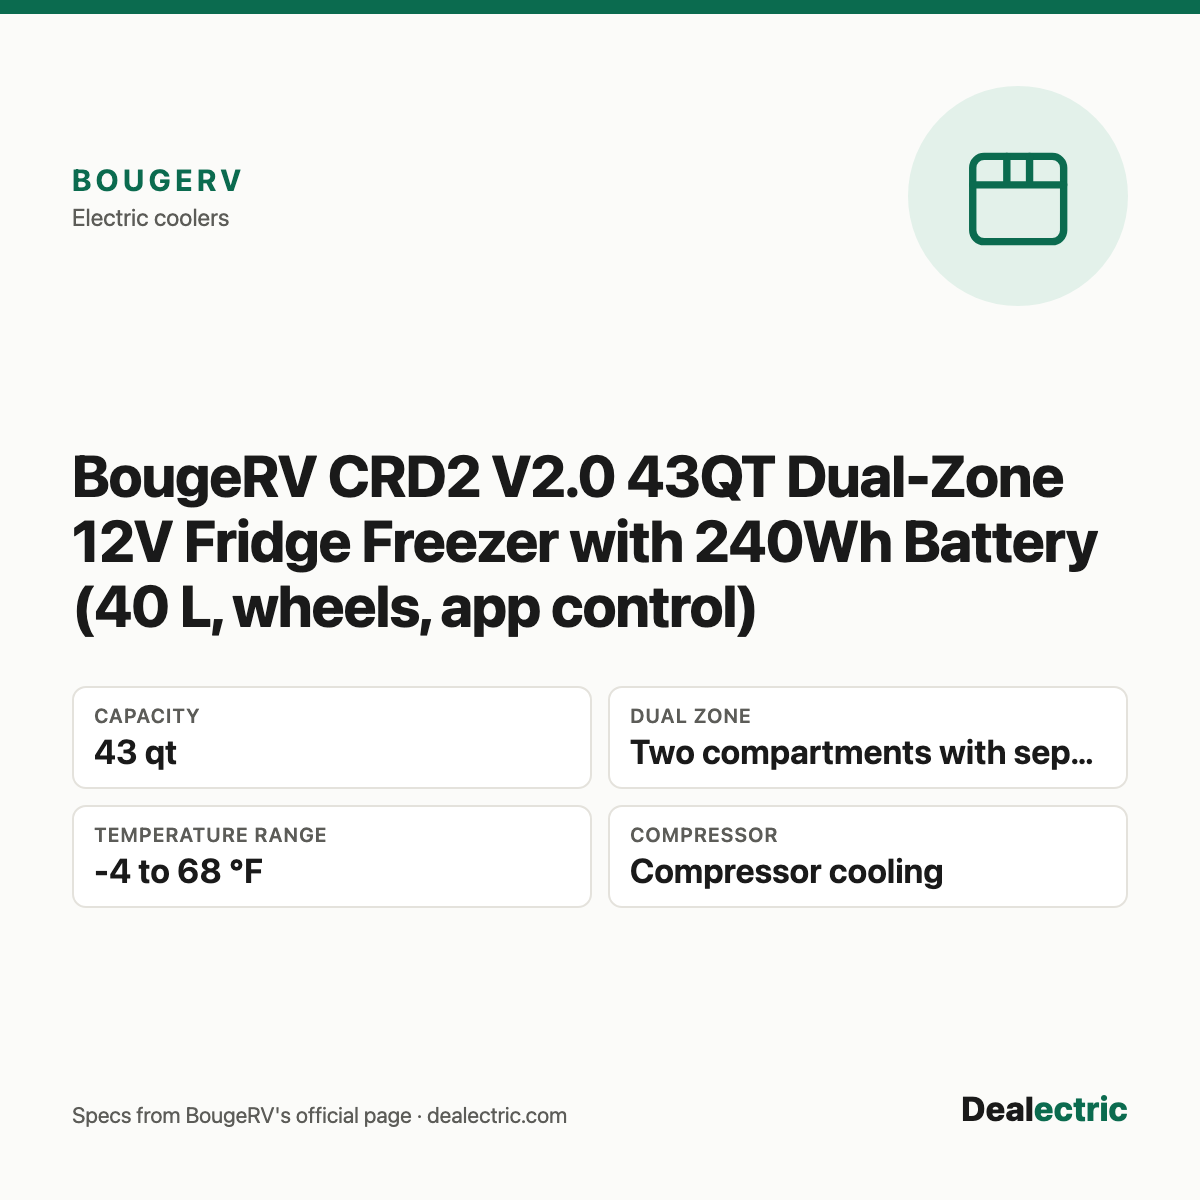 BOUGERV
Electric coolers
BougeRV CRD2 V2.0 43QT Dual-Zone
12V Fridge Freezer with 240Wh Battery
(40 L, wheels, app control)
CAPACITY
43 qt
DUAL ZONE
Two compartments with sep...
TEMPERATURE RANGE
-4 to 68 °F
COMPRESSOR
Compressor cooling
Specs from BougeRV's official page · dealectric.com
Dealectric